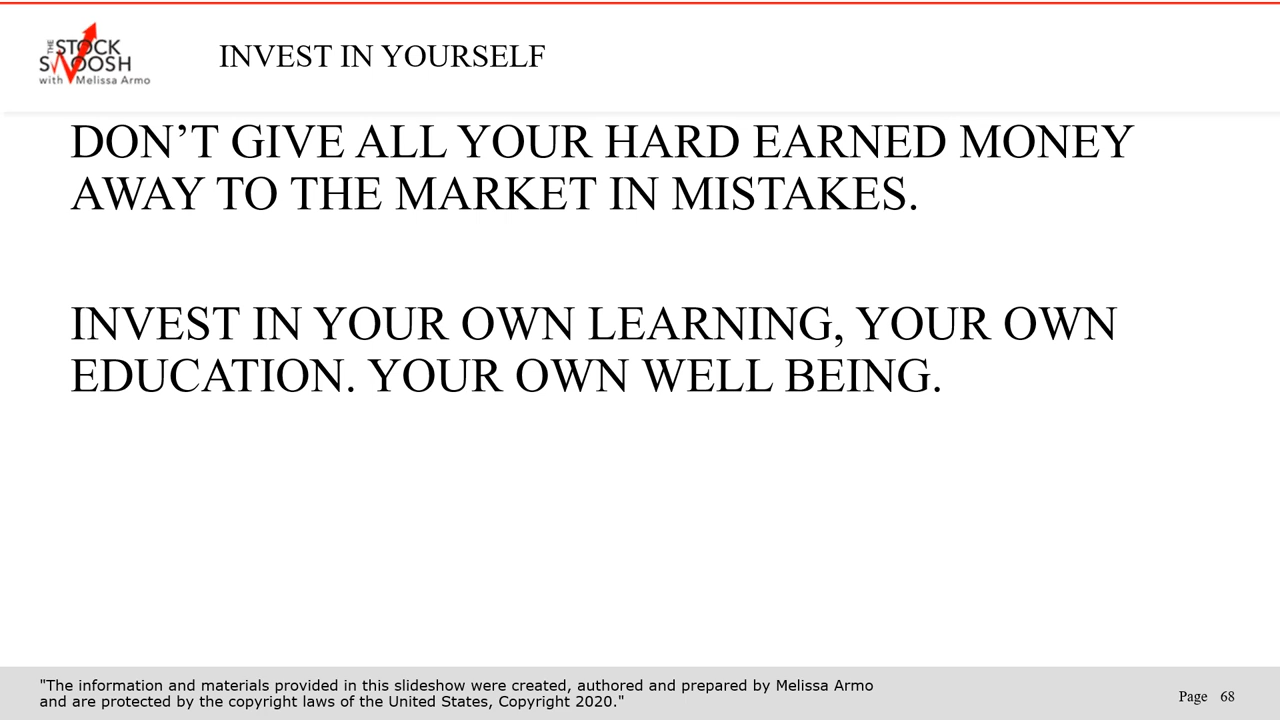 THE STOCK
SWOOSH
with Melissa Armo
INVEST IN YOURSELF
DON’T GIVE ALL YOUR HARD EARNED MONEY
AWAY TO THE MARKET IN MISTAKES.
INVEST IN YOUR OWN LEARNING, YOUR OWN
EDUCATION. YOUR OWN WELL BEING.
"The information and materials provided in this slideshow were created, authored and prepared by Melissa Armo
and are protected by the copyright laws of the United States, Copyright 2020."
Page 68